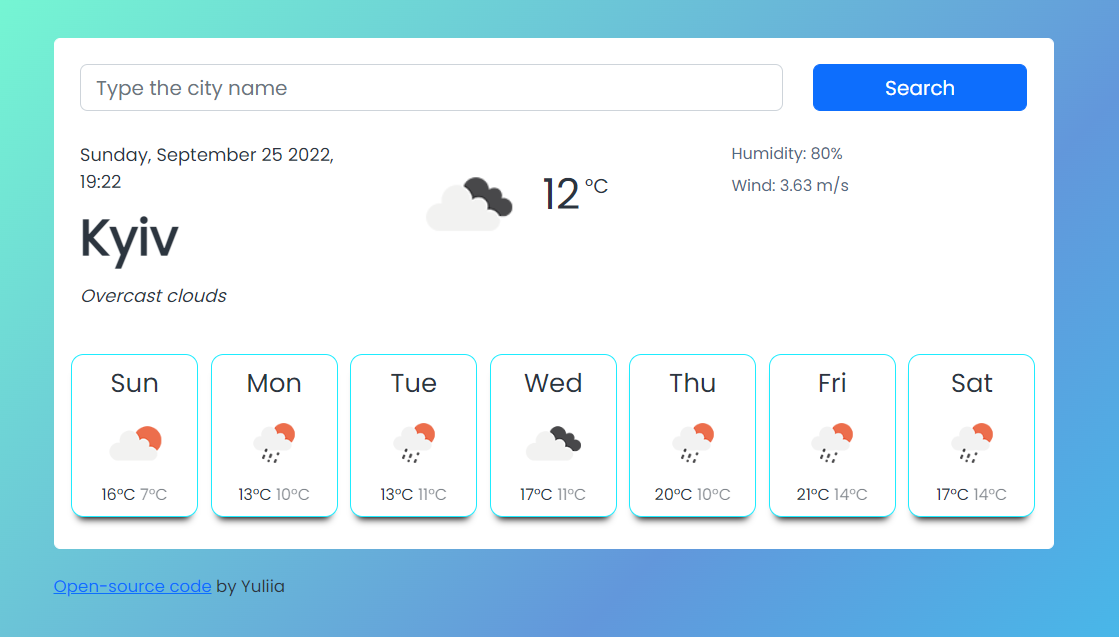 Type the city name
Search
Sunday, September 25 2022,
19:22
Kyiv
Overcast clouds
12 °C
Humidity: 80%
Wind: 3.63 m/s
Sun
16°C 7°C
Mon
13°C 10°C
Tue
13°C 11°C
Wed
17°C 11°C
Thu
20°C 10°C
Fri
21°C 14°C
Sat
17°C 14°C
Open-source code by Yuliia